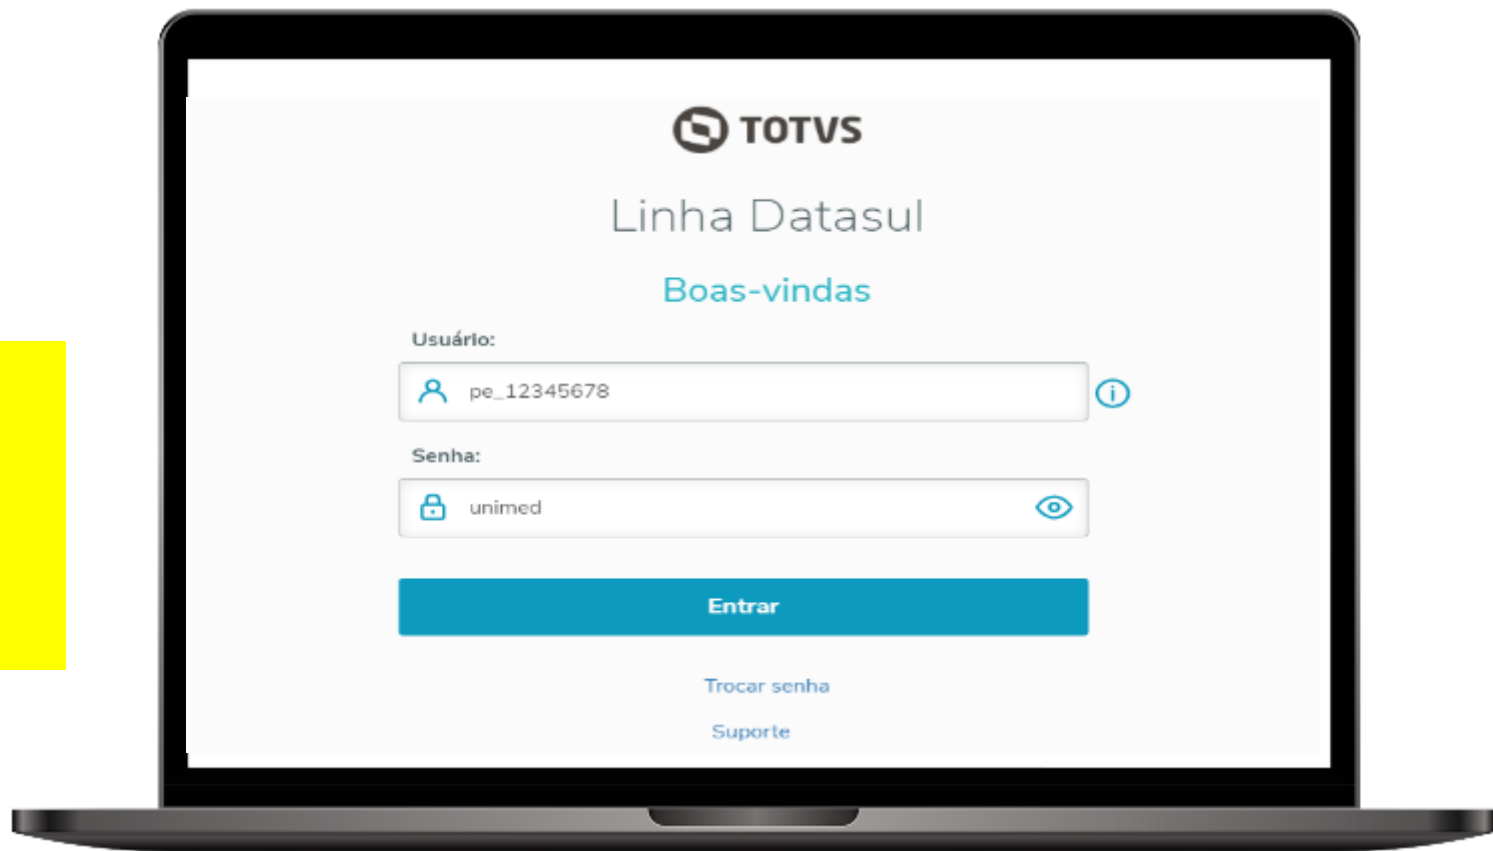 TOTVS
Linha Datasul
Boas-vindas
Usuário:
pe_12345678
Senha:
unimed
Entrar
Trocar senha
Suporte